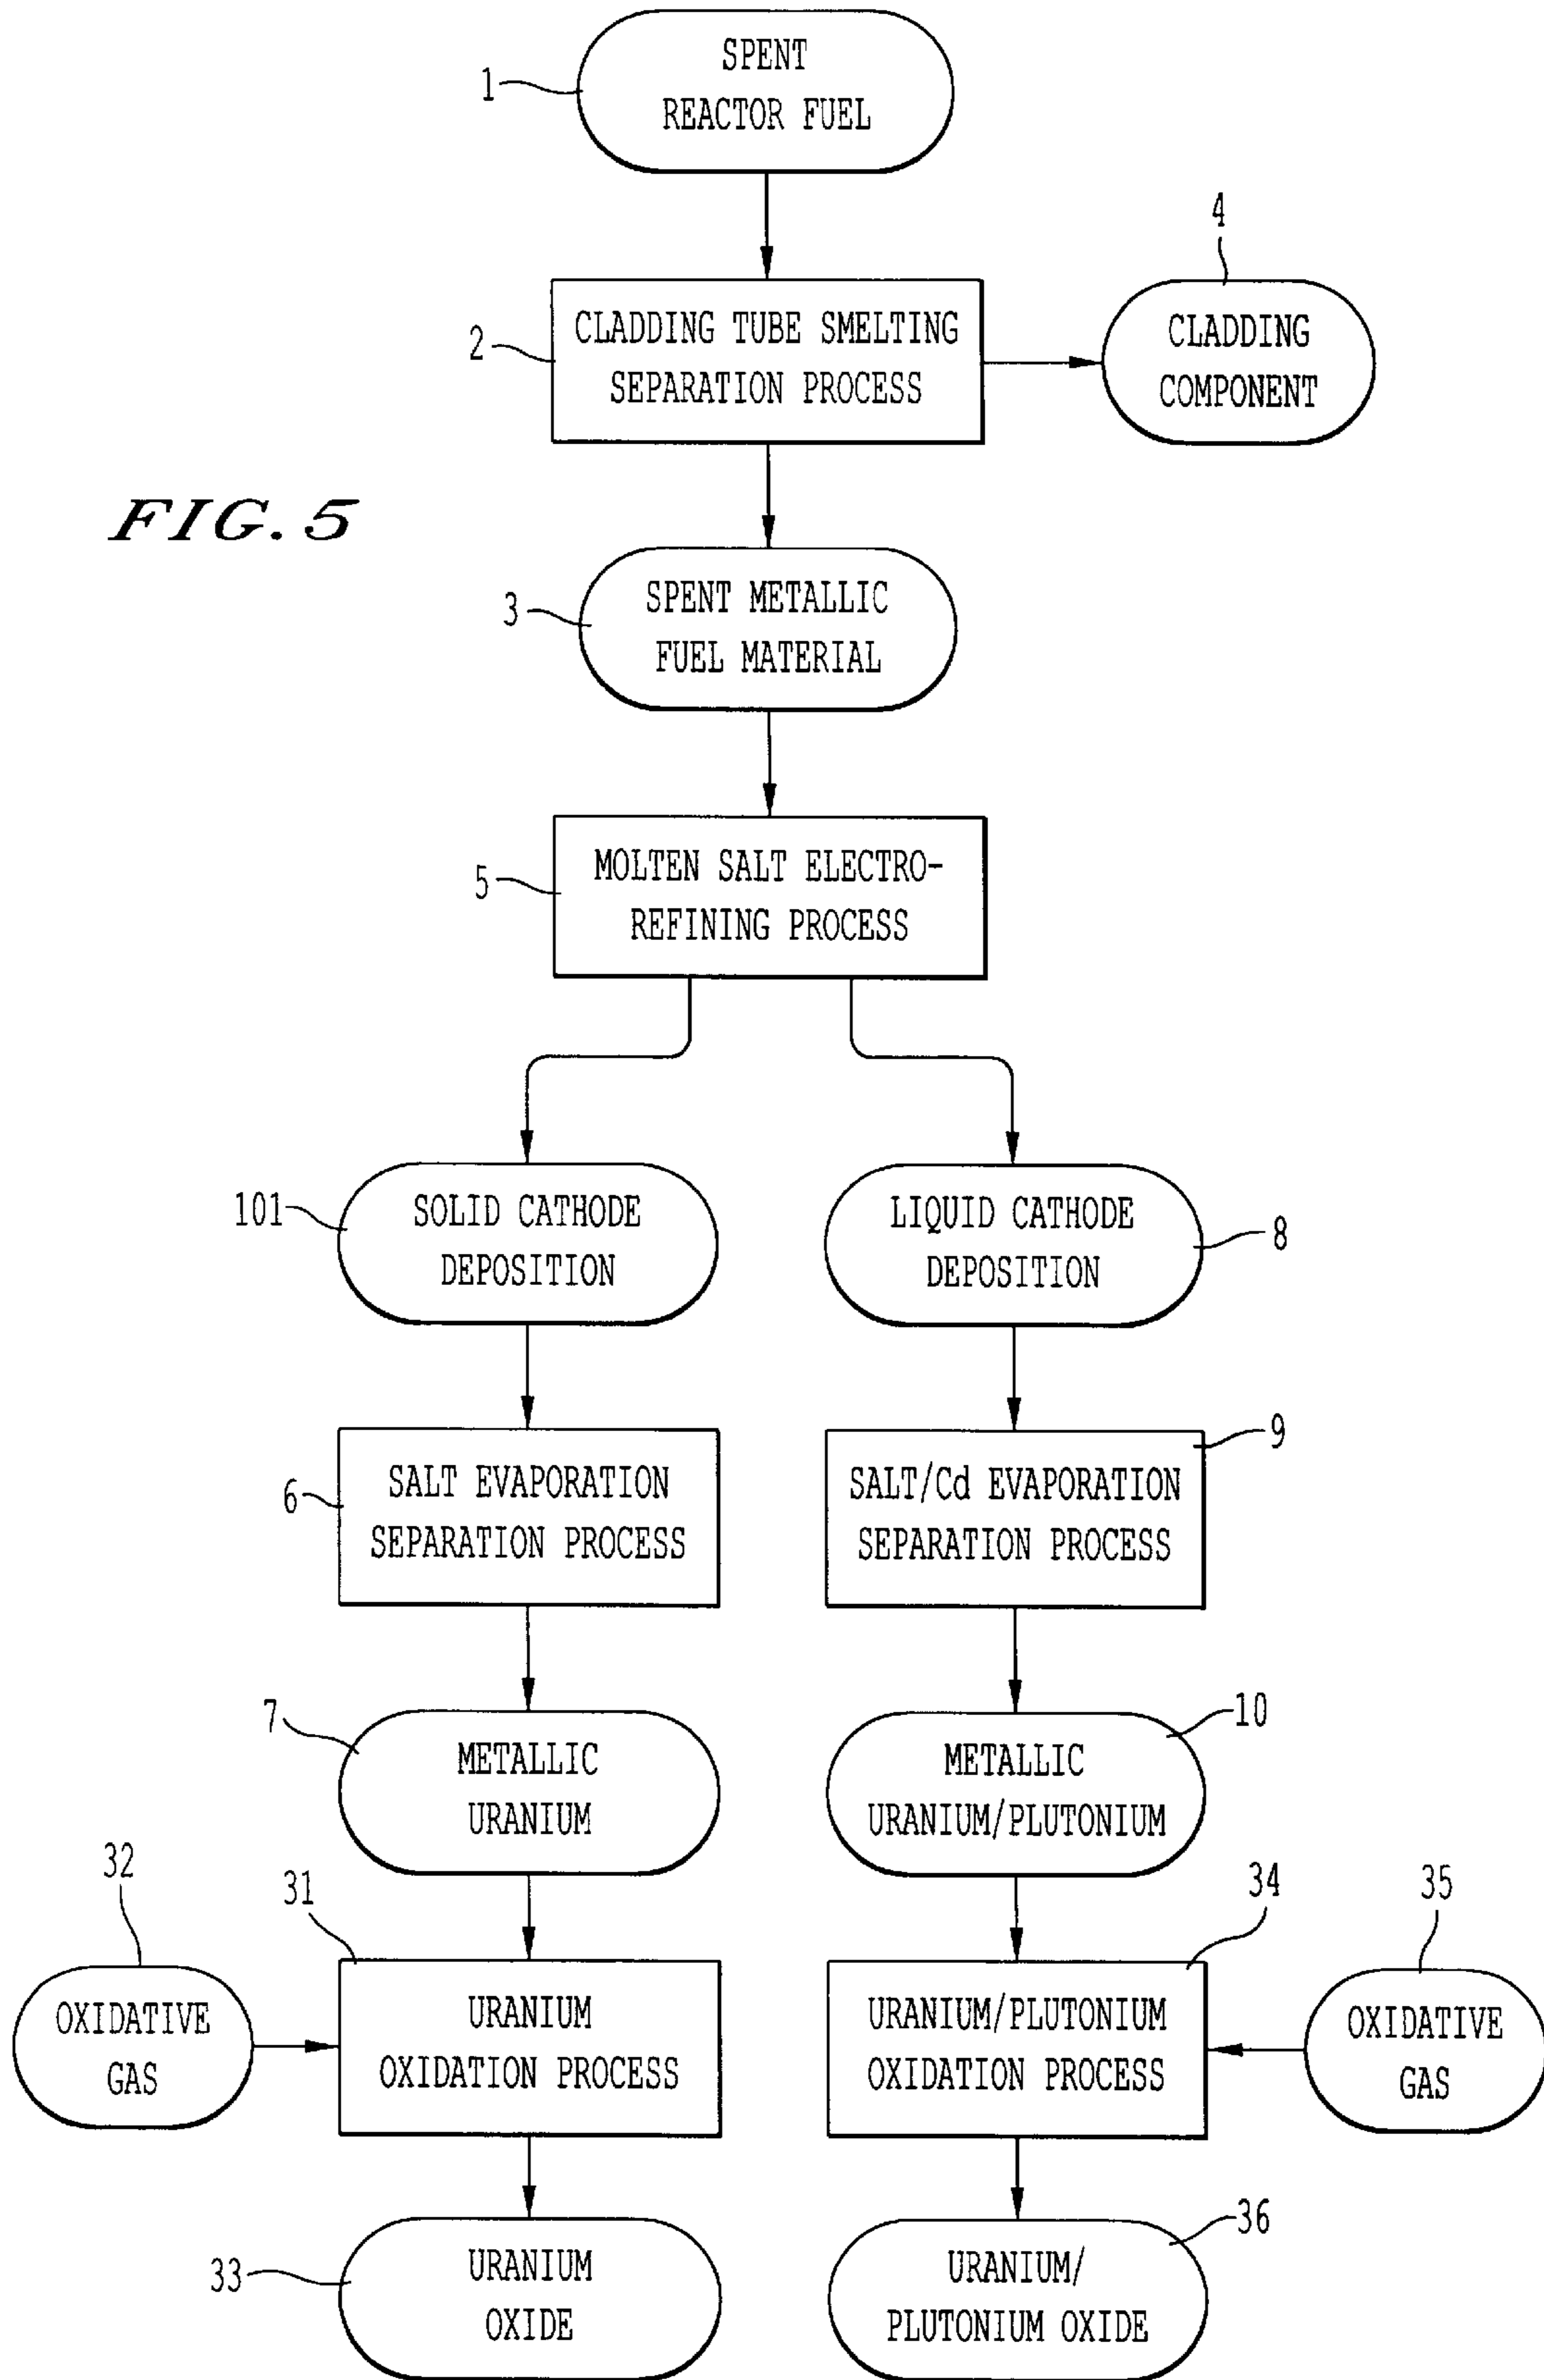 SPENT
REACTOR FUEL
1
4
CLADDING TUBE SMELTING
SEPARATION PROCESS
2
CLADDING
COMPONENT
FIG. 5
SPENT METALLIC
FUEL MATERIAL
3
MOLTEN SALT ELECTRO-
REFINING PROCESS
5
101
SOLID CATHODE
DEPOSITION
LIQUID CATHODE
DEPOSITION
8
6
SALT EVAPORATION
SEPARATION PROCESS
SALT/Cd EVAPORATION
SEPARATION PROCESS
9
7
METALLIC
URANIUM
METALLIC
URANIUM/PLUTONIUM
10
32
31
34
35
OXIDATIVE
GAS
URANIUM
OXIDATION PROCESS
URANIUM/PLUTONIUM
OXIDATION PROCESS
OXIDATIVE
GAS
33
URANIUM
OXIDE
URANIUM/
PLUTONIUM OXIDE
36